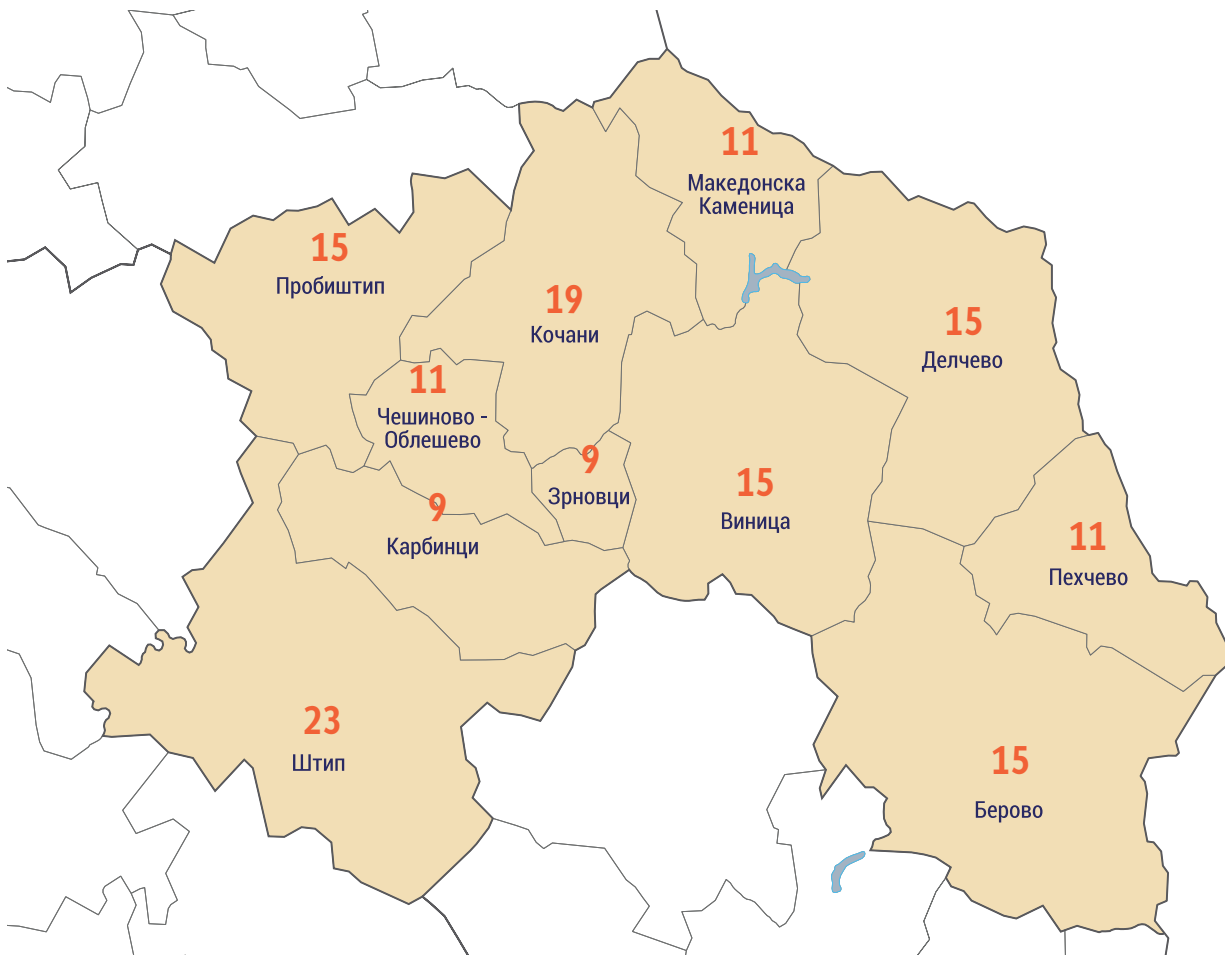 11
Македонска
Каменица
15
Пробиштип
19
Кочани
15
Делчево
11
Чешиново -
Облешево
9
Зрновци
15
Виница
9
Карбинци
11
Пехчево
23
Штип
15
Берово